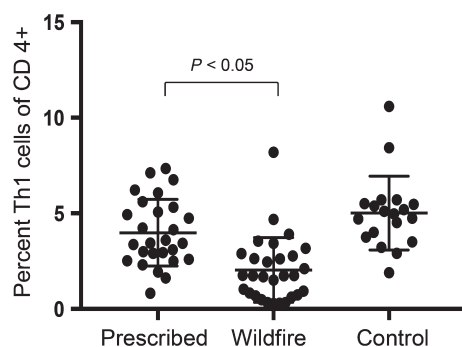 Percent Th1 cells of CD 4+
15
10
5
0
P < 0.05
Prescribed Wildfire Control